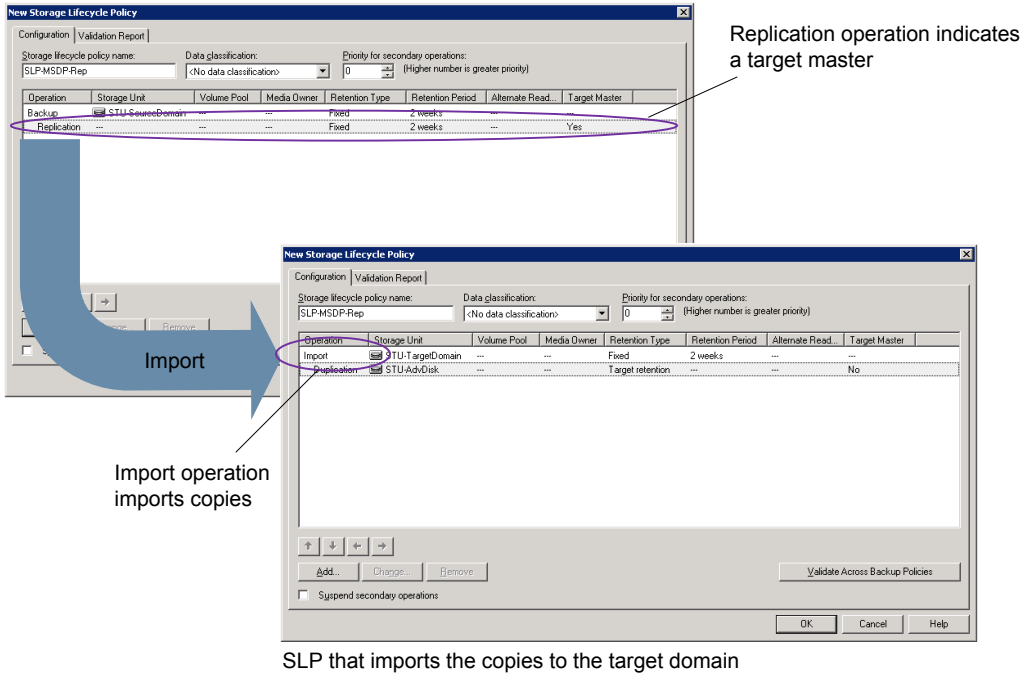 New Storage Lifecycle Policy
Configuration Validation Report
Storage lifecycle policy name: Data classification: Priority for secondary operations:
SLP-MSDP-Rep <No data classification> 0 (Higher number is greater priority)
Operation Storage Unit Volume Pool Media Owner Retention Type Retention Period Alternate Read... Target Master
Backup STU-SourceDomain --- --- Fixed 2 weeks --- ---
Replication --- --- --- Fixed 2 weeks --- Yes
Replication operation indicates
a target master
Remove
Import
New Storage Lifecycle Policy
Configuration Validation Report
Storage lifecycle policy name: Data classification: Priority for secondary operations:
SLP-MSDP-Rep <No data classification> 0 (Higher number is greater priority)
Operation Storage Unit Volume Pool Media Owner Retention Type Retention Period Alternate Read... Target Master
Import STU-TargetDomain --- --- Fixed 2 weeks --- ---
Duplication STU-AdvDisk --- --- Target retention --- --- No
Import operation
imports copies
Add... Change... Remove Validate Across Backup Policies
Suspend secondary operations
OK Cancel Help
SLP that imports the copies to the target domain